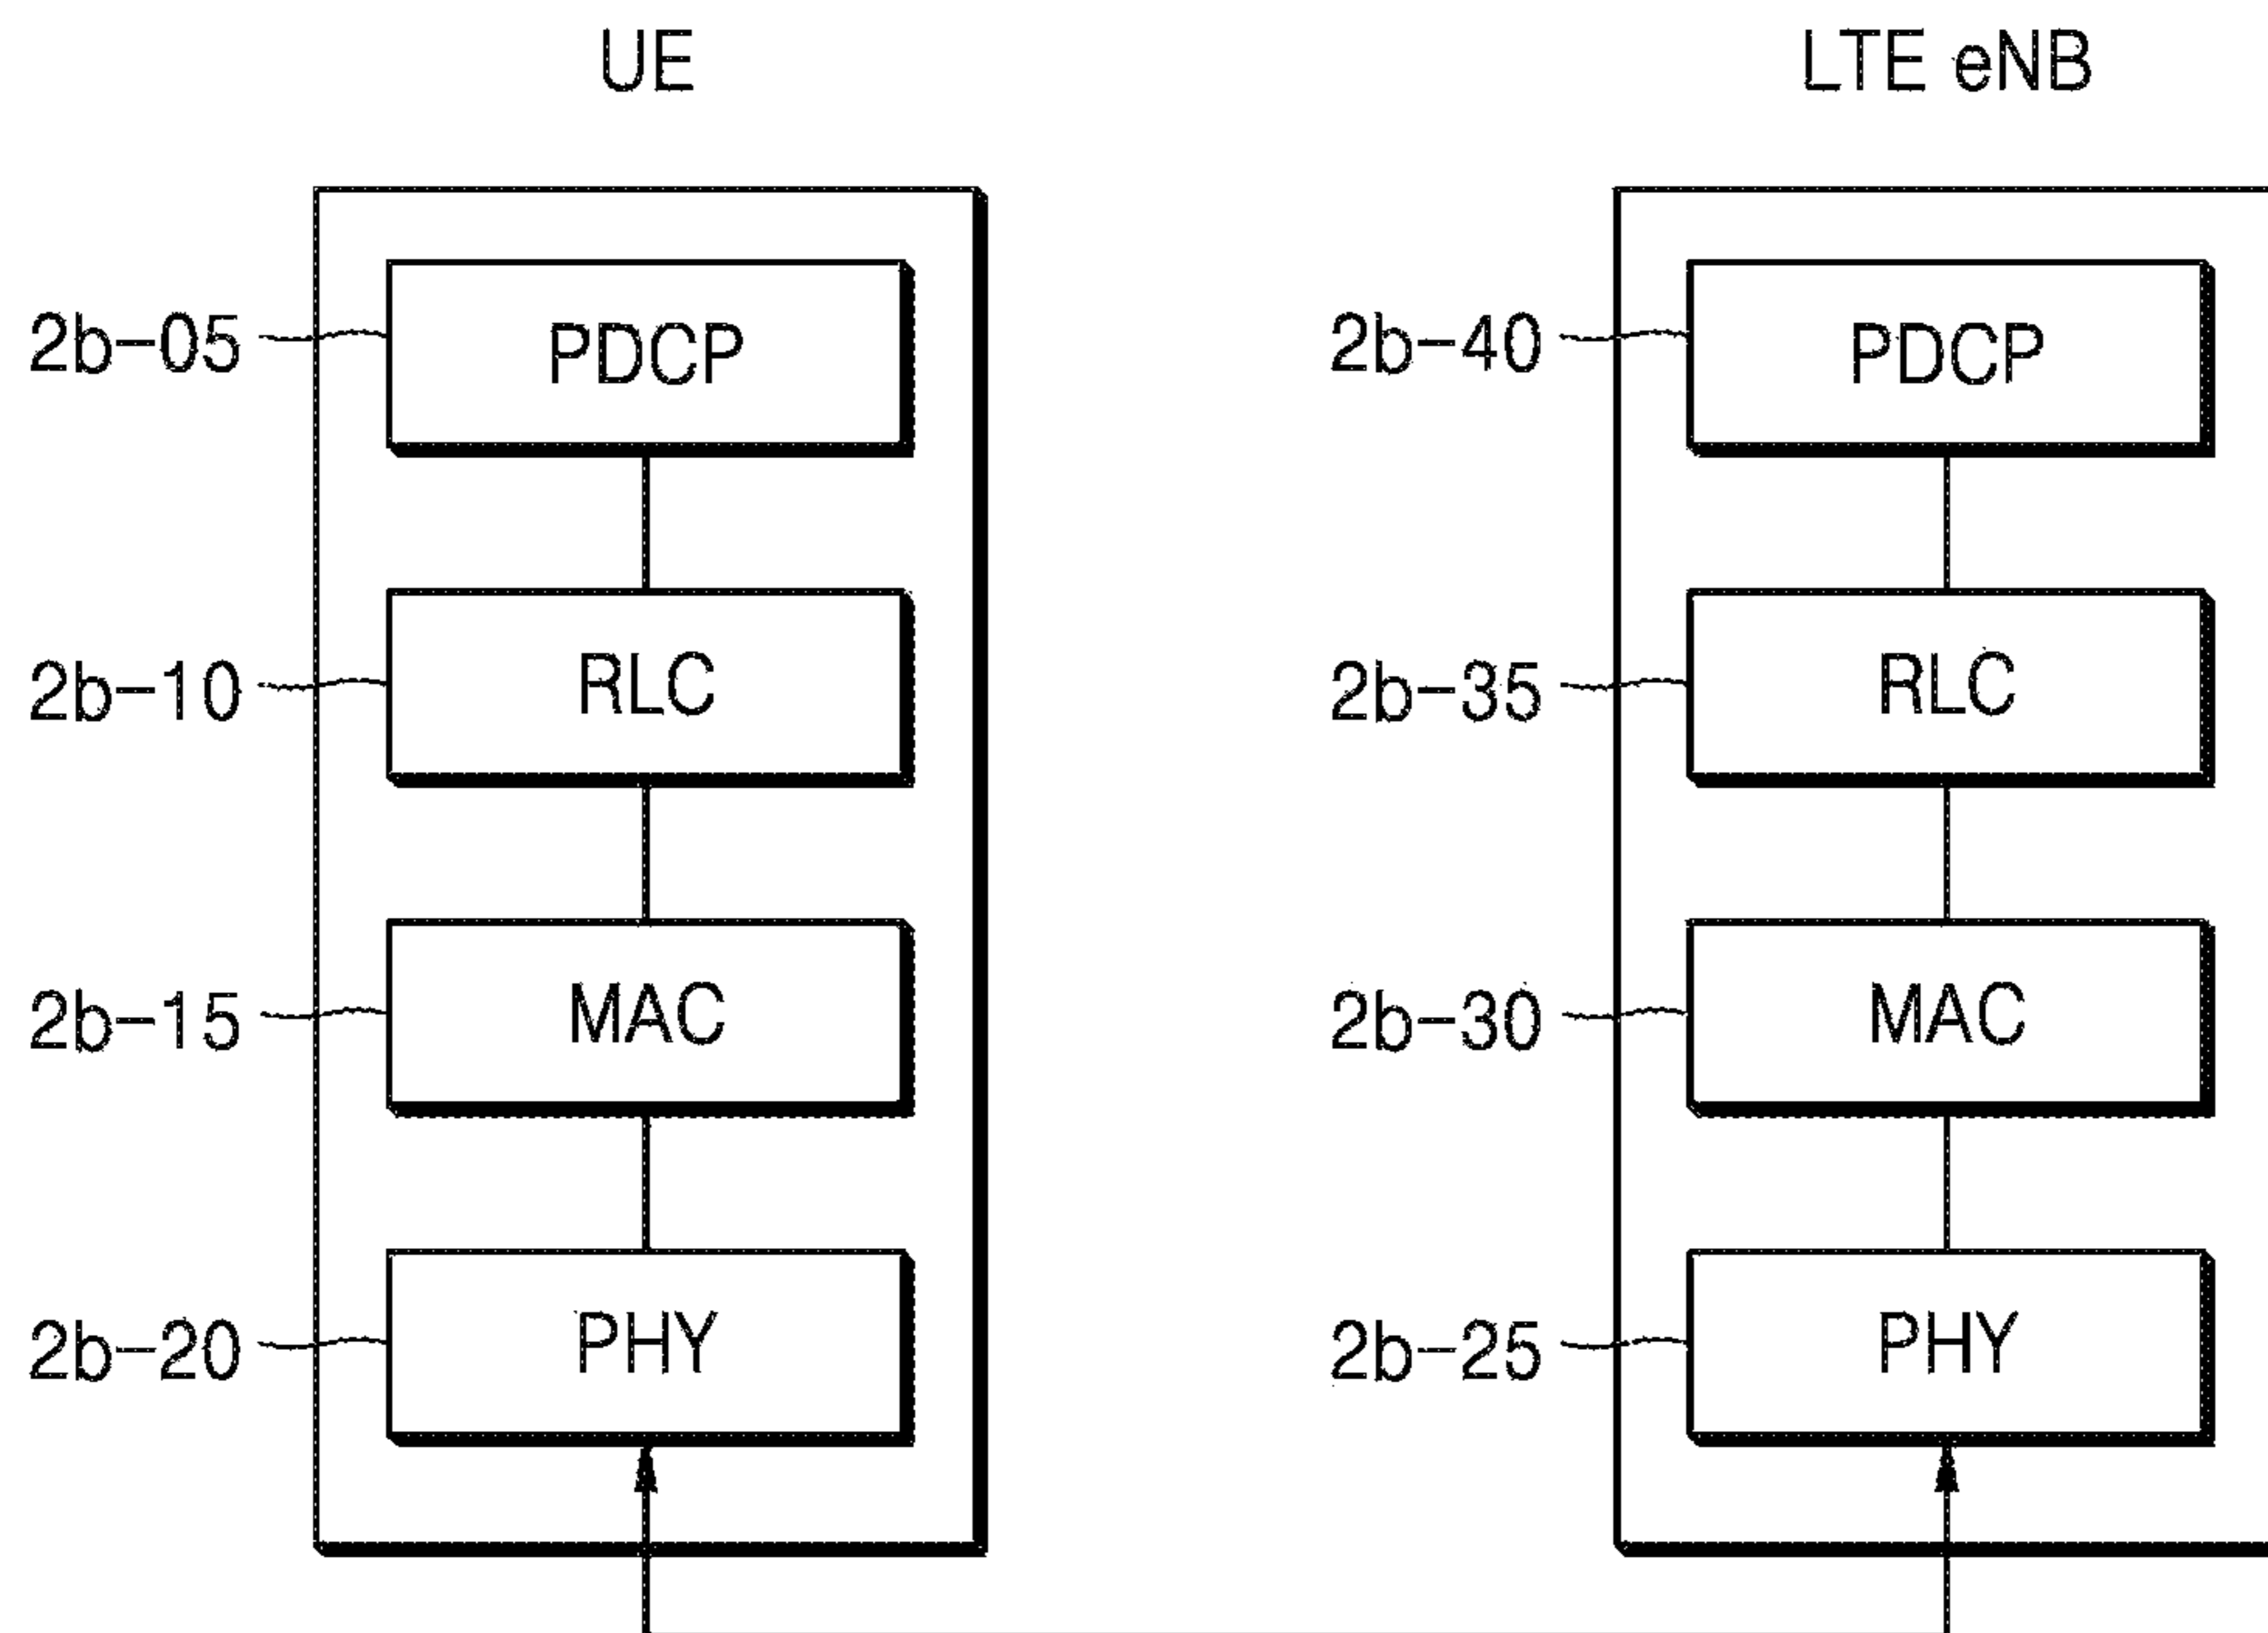 UE
LTE eNB
2b-05
PDCP
2b-40
PDCP
2b-10
RLC
2b-35
RLC
2b-15
MAC
2b-30
MAC
2b-20
PHY
2b-25
PHY